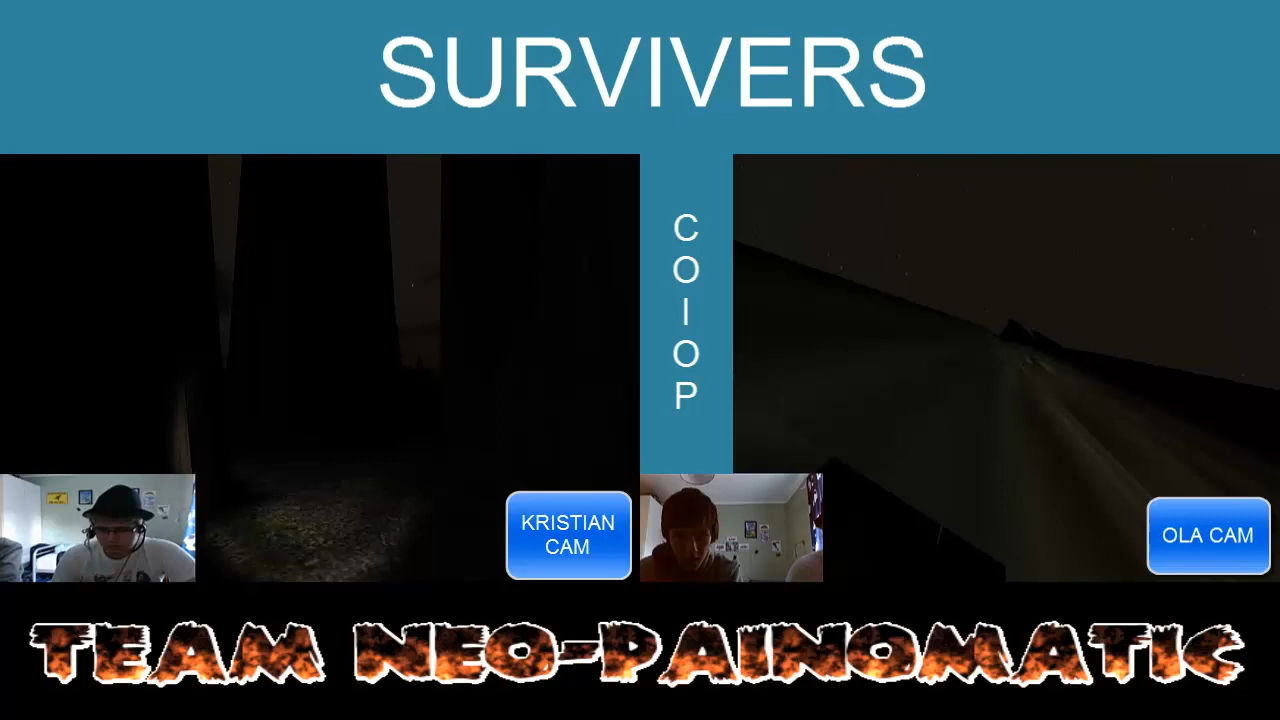 SURVIVERS
C
O
I
O
P
KRISTIAN
CAM
OLA CAM
TEAM NEO-PAINOMATIC